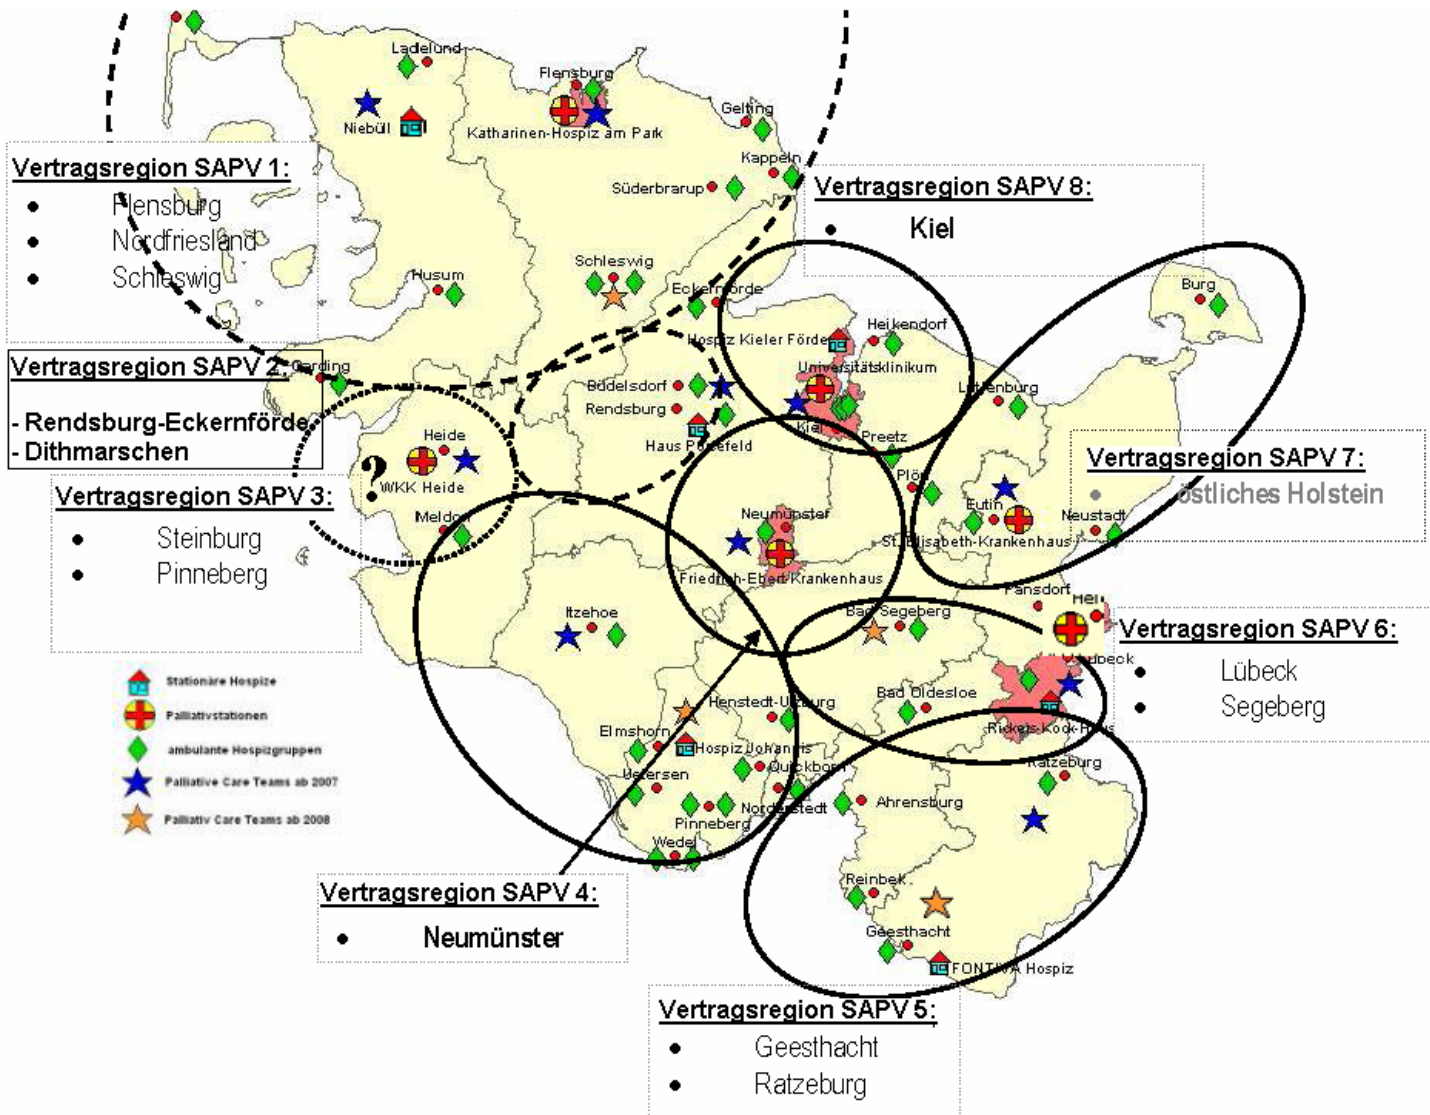 Ladelund
Flensburg
Niebüll
Katharinen-Hospiz am Park
Gelting
Kappeln
Süderbrarup
Vertragsregion SAPV 1:
• Flensburg
• Nordfriesland
• Schleswig
Vertragsregion SAPV 8:
• Kiel
Husum
Schleswig
Eckernförde
Burg
Hospiz Kieler Förde
Heikendorf
Universitätsklinikum
Vertragsregion SAPV 2:
- Rendsburg-Eckernförde
- Dithmarschen
Garding
Büdelsdorf
Rendsburg
Haus Porsefeld
Kiel
Lütjenburg
Preetz
Heide
?
WKK Heide
Plön
Vertragsregion SAPV 7:
• östliches Holstein
Vertragsregion SAPV 3:
• Steinburg
• Pinneberg
Meldorf
Neumünster
Eutin
Neustadt
St. Elisabeth-Krankenhaus
Friedrich-Ebert-Krankenhaus
Pansdorf
Itzehoe
Bad Segeberg
Vertragsregion SAPV 6:
• Lübeck
• Segeberg
Lübeck
Stationäre Hospize
Palliativstationen
ambulante Hospizgruppen
Palliative Care Teams ab 2007
Palliativ Care Teams ab 2008
Henstedt-Ulzburg
Bad Oldesloe
Rickers-Kock-Haus
Elmshorn
Hospiz Johannis
Quickborn
Uetersen
Ratzeburg
Norderstedt
Ahrensburg
Pinneberg
Wedel
Reinbek
Vertragsregion SAPV 4:
• Neumünster
Geesthacht
FONTIVA Hospiz
Vertragsregion SAPV 5:
• Geesthacht
• Ratzeburg